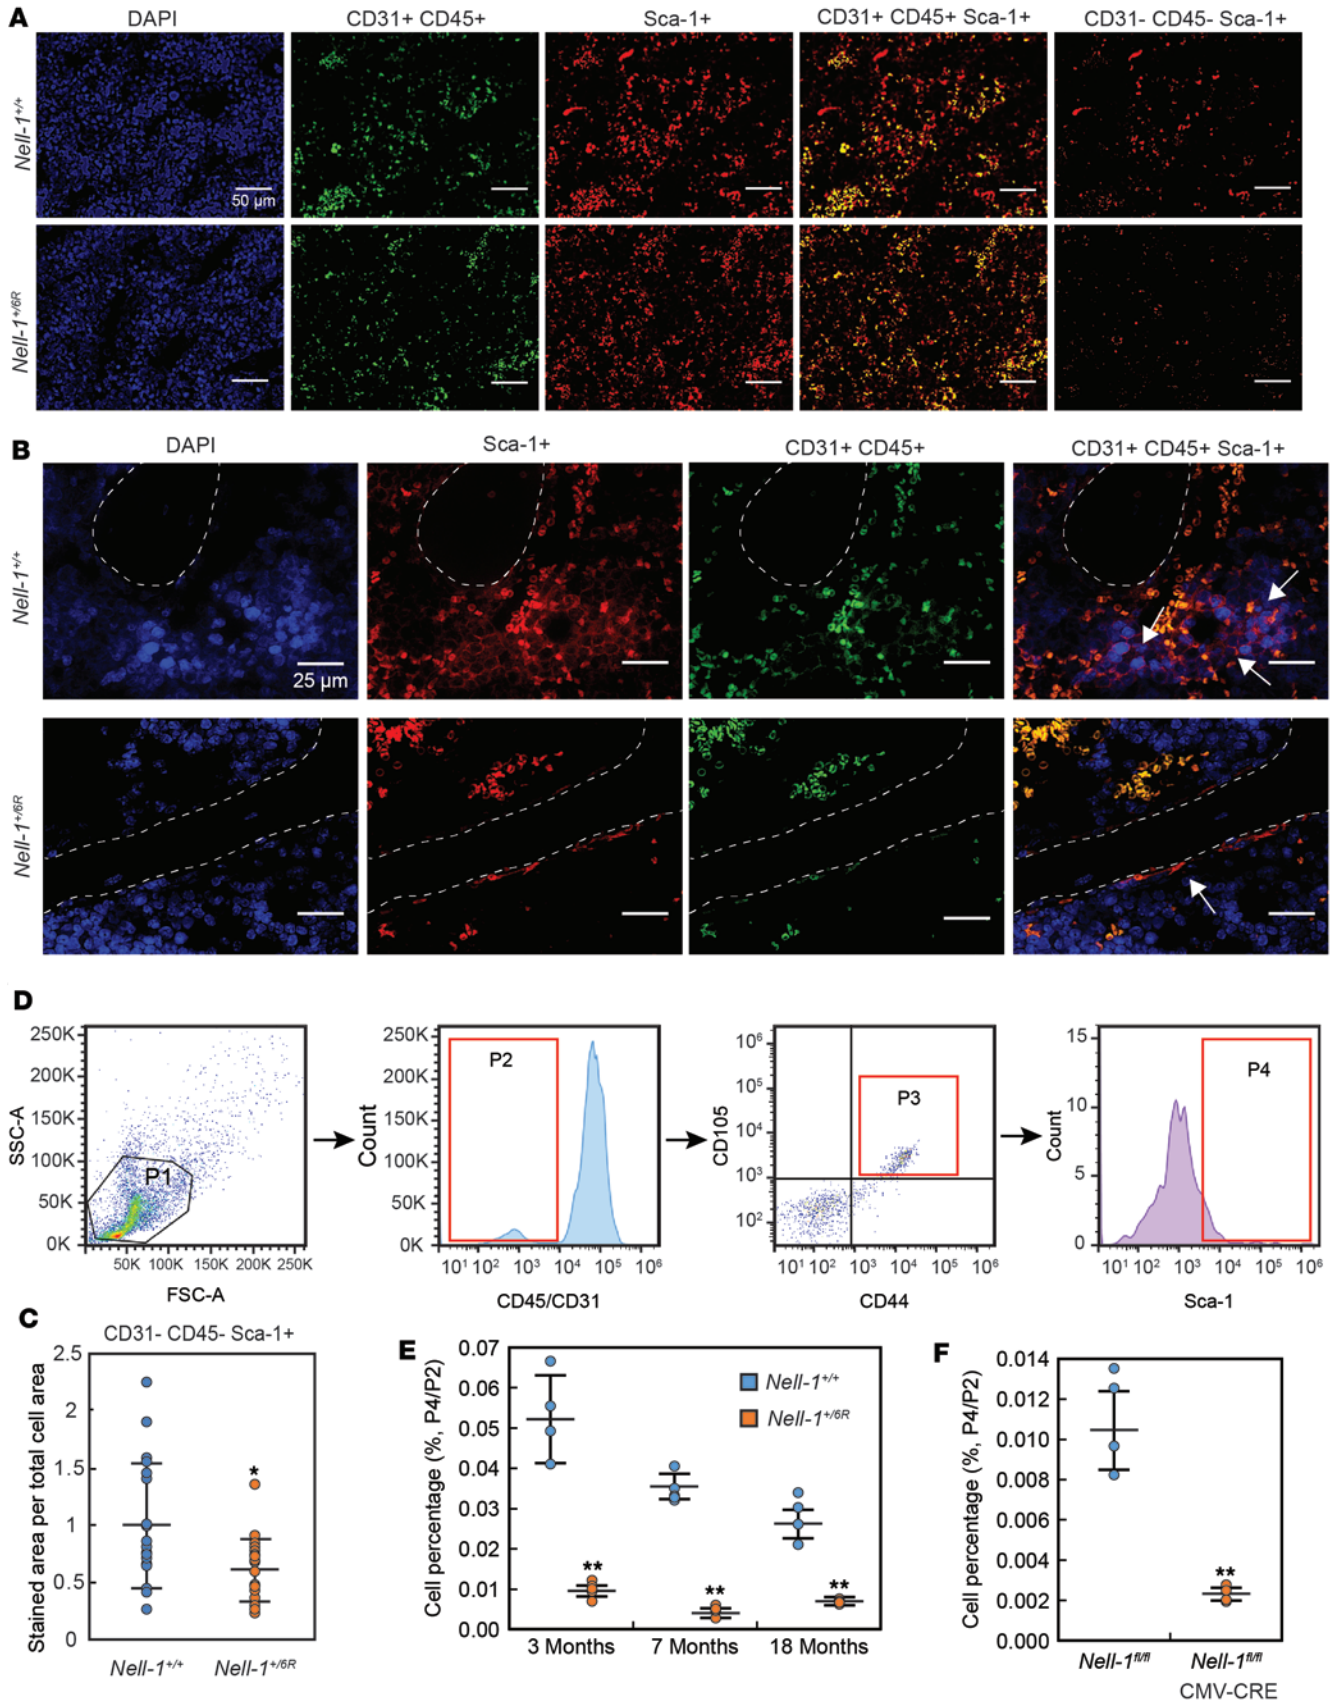 A
DAPI
CD31+ CD45+
Sca-1+
CD31+ CD45+ Sca-1+
CD31- CD45- Sca-1+
Nell-1+/+
50 µm
Nell-1+/6R
B
DAPI
Sca-1+
CD31+ CD45+
CD31+ CD45+ Sca-1+
Nell-1+/+
25 µm
Nell-1+/6R
D
SSC-A
250K
200K
150K
100K
50K
0K
P1
50K 100K 150K 200K 250K
FSC-A
Count
250K
200K
150K
100K
50K
0K
P2
10¹ 10² 10³ 10⁴ 10⁵ 10⁶
CD45/CD31
CD105
10⁶
10⁵
10⁴
10³
10²
P3
10¹ 10² 10³ 10⁴ 10⁵ 10⁶
CD44
Count
15
10
5
0
P4
10¹ 10² 10³ 10⁴ 10⁵ 10⁶
Sca-1
C
CD31- CD45- Sca-1+
Stained area per total cell area
2.5
2
1.5
1
0.5
0
*
Nell-1+/+
Nell-1+/6R
E
Cell percentage (%, P4/P2)
0.07
0.06
0.05
0.04
0.03
0.02
0.01
0.00
Nell-1+/+
Nell-1+/6R
**
**
**
3 Months
7 Months
18 Months
F
Cell percentage (%, P4/P2)
0.014
0.012
0.010
0.008
0.006
0.004
0.002
0.000
**
Nell-1fl/fl
Nell-1fl/fl
CMV-CRE